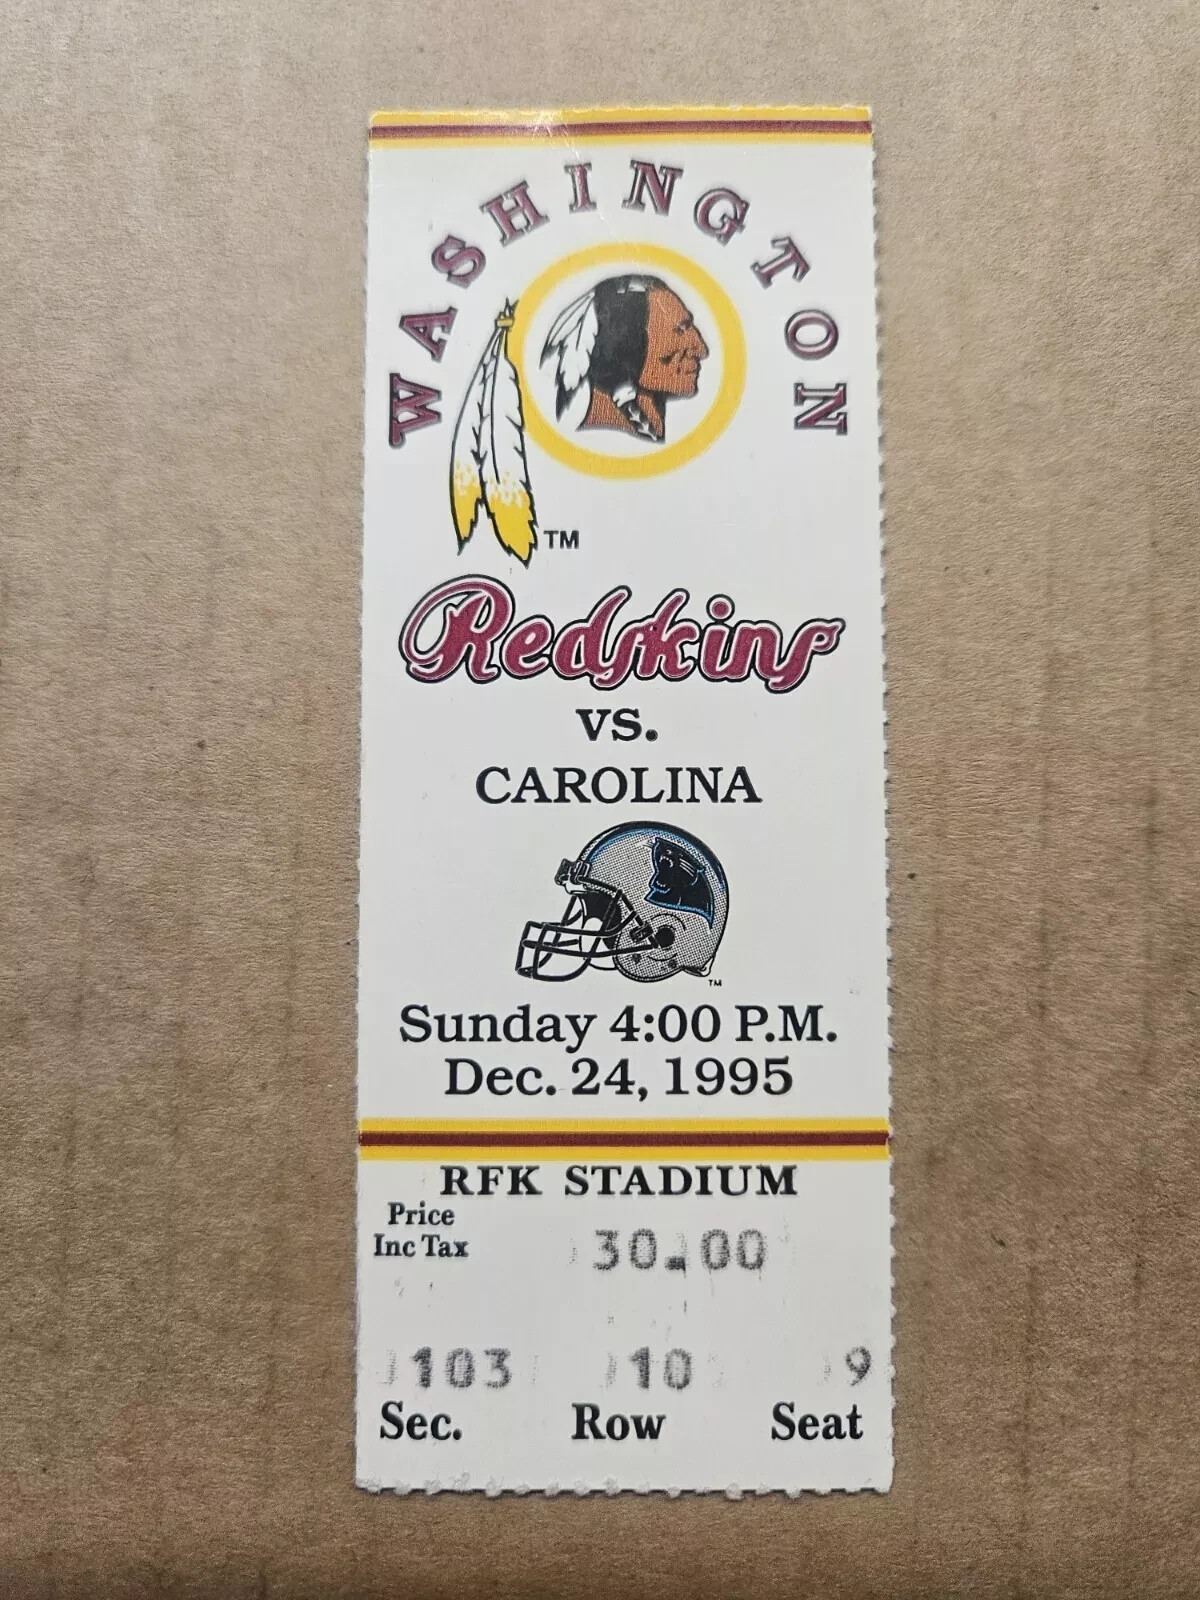 WASHINGTON
TM
Redskins
VS.
CAROLINA
TM
Sunday 4:00 P.M.
Dec. 24, 1995
RFK STADIUM
Price
Inc Tax
30.00
103 10 9
Sec. Row Seat